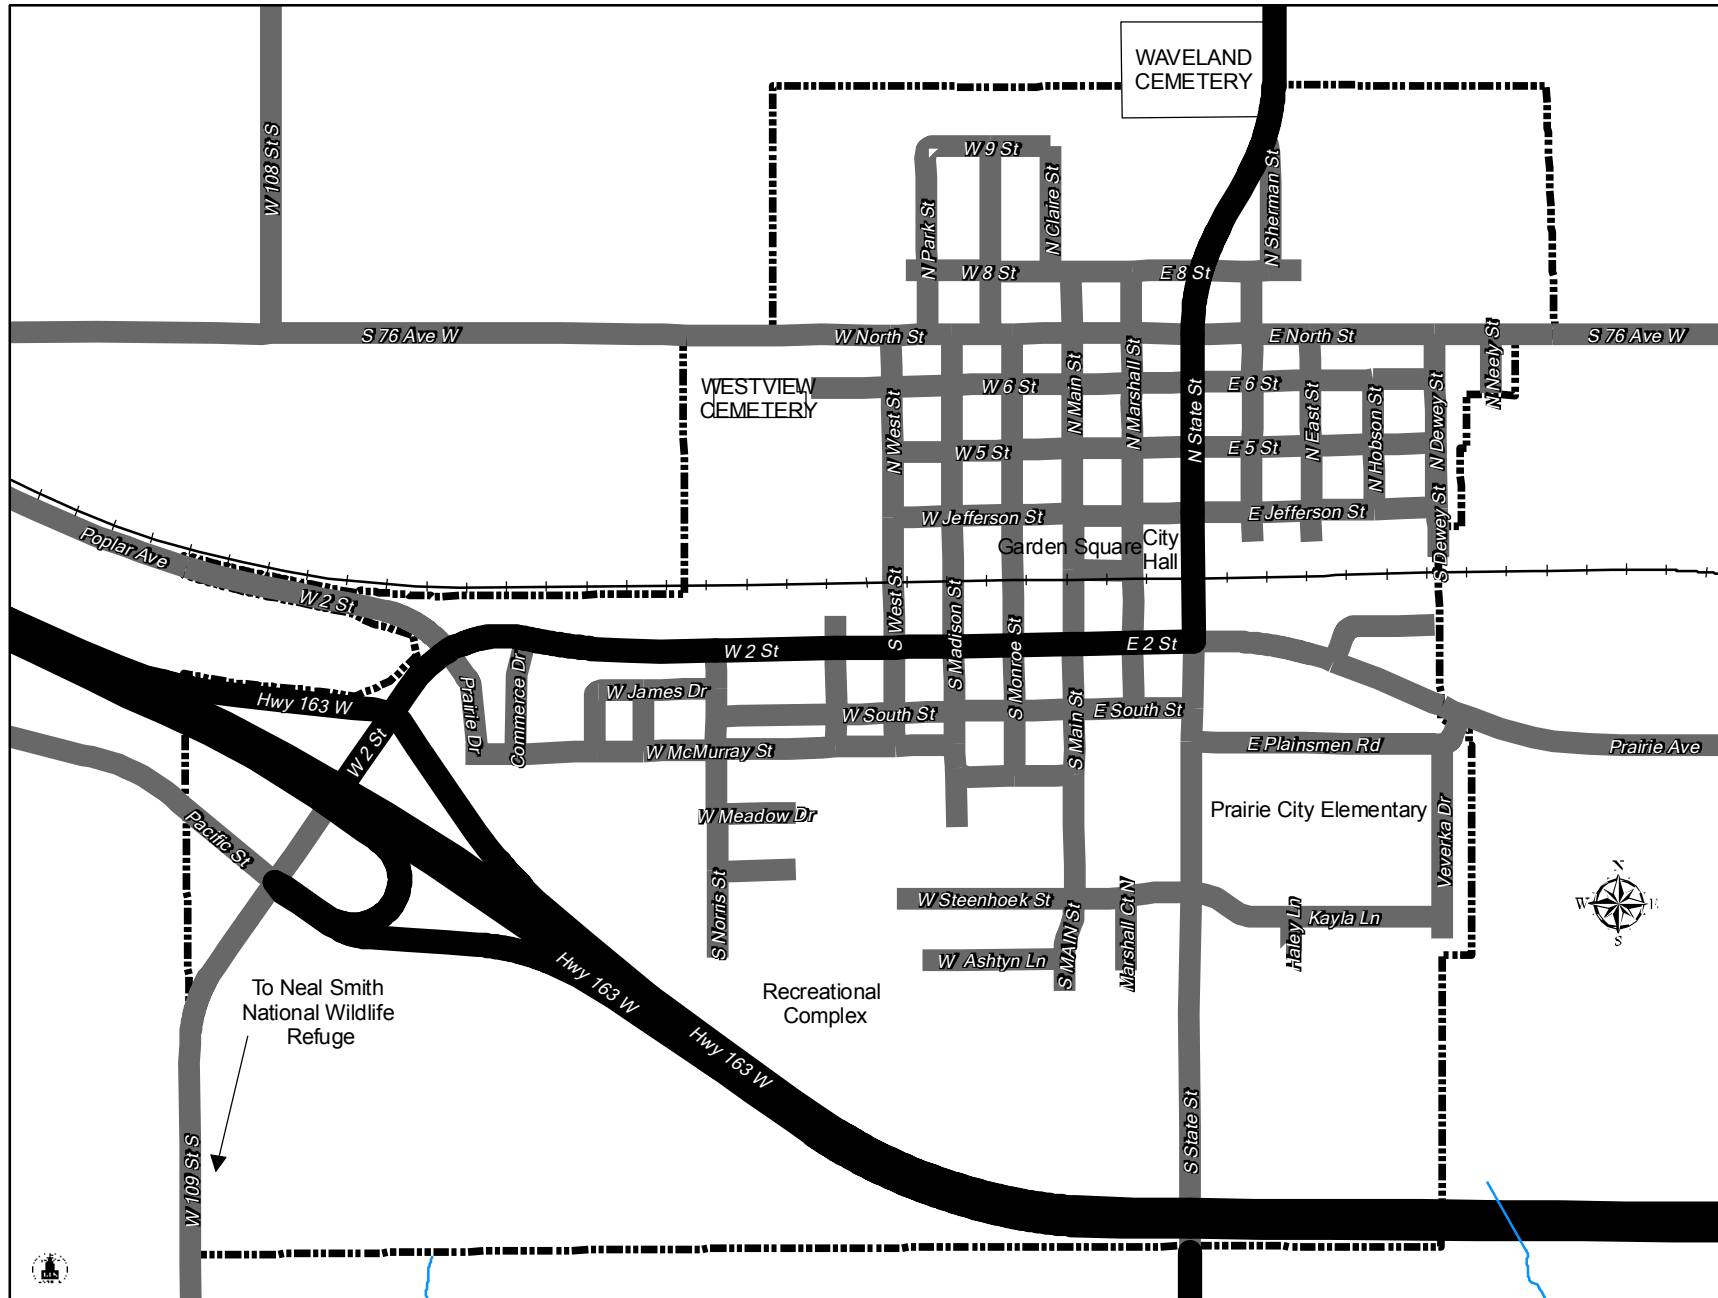 WAVELAND
CEMETERY
W 9 St
W 108 St S
N Claire St
N Sherman St
N Park St
W 8 St
E 8 St
S 76 Ave W
W North St
E North St
N Neely St
S 76 Ave W
WESTVIEW
CEMETERY
W 6 St
E 6 St
N Main St
N Marshall St
N State St
N West St
N East St
N Hobson St
N Dewey St
W 5 St
E 5 St
W Jefferson St
E Jefferson St
Garden Square
City
Hall
S Dewey St
Poplar Ave
W 2 St
S West St
S Madison St
S Monroe St
W 2 St
E 2 St
Prairie Dr
Commerce Dr
W James Dr
Hwy 163 W
W South St
E South St
S Main St
W 2 St
W McMurray St
E Plainsmen Rd
Prairie Ave
Pacific St
W Meadow Dr
Prairie City Elementary
Veverka Dr
S Norris St
W Steenhoek St
Marshall Ct N
Haley Ln
Kayla Ln
N
W
E
S
S MAIN St
W Ashtyn Ln
Hwy 163 W
To Neal Smith
National Wildlife
Refuge
Recreational
Complex
Hwy 163 W
S State St
W 109 St S